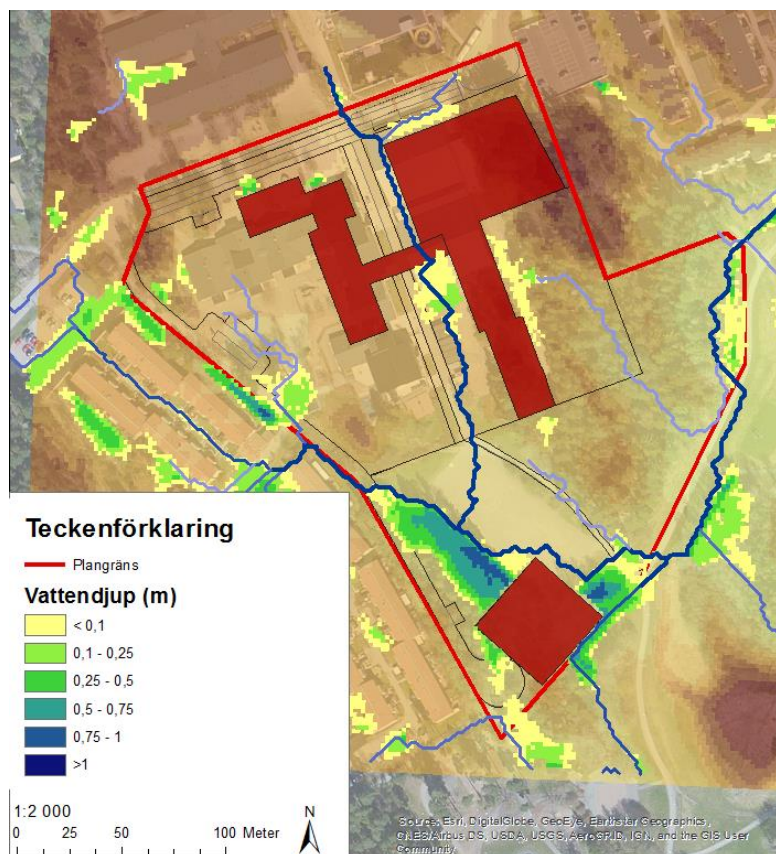 Teckenförklaring
Plangräns
Vattendjup (m)
< 0,1
0,1 - 0,25
0,25 - 0,5
0,5 - 0,75
0,75 - 1
>1
1:2 000
N
0 25 50 100 Meter
Source: Esri, DigitalGlobe, GeoEye, Earthstar Geographics,
CNES/Airbus DS, USDA, USGS, AeroGRID, IGN, and the GIS User
Community